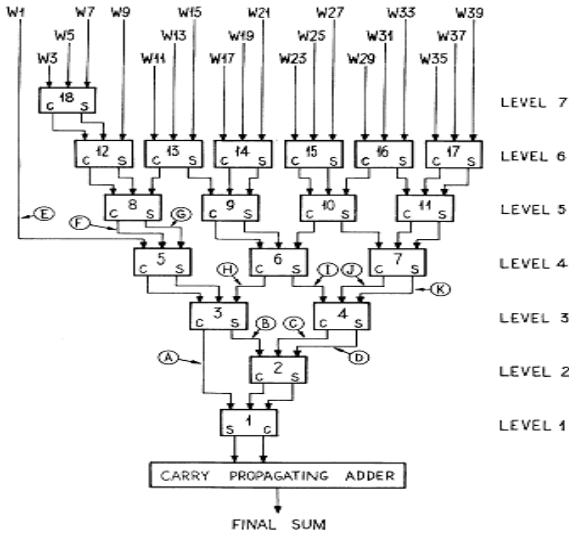 W1 W7 W9 W15 W21 W27 W33 W39
W5 W13 W19 W25 W31 W37
W3 W11 W17 W23 W29 W35
18
C S
LEVEL 7
12 13 14 15 16 17
C S C S C S C S C S C S
LEVEL 6
8 9 10 11
C S C S C S C S
LEVEL 5
E F G
5 6 7
C S C S C S
LEVEL 4
H I J K
3 4
C S C S
LEVEL 3
A B C D
2
C S
LEVEL 2
1
S C
LEVEL 1
CARRY PROPAGATING ADDER
FINAL SUM